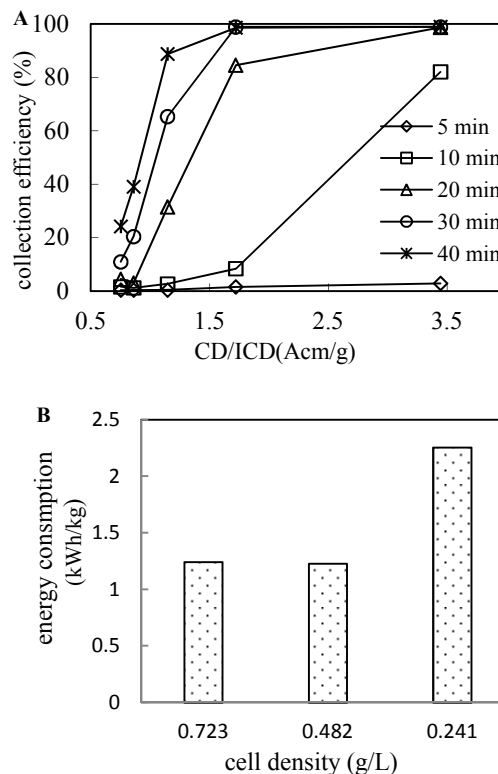 A
collection efficiency (%)
100
80
60
40
20
0
5 min
10 min
20 min
30 min
40 min
0.5
1.5
2.5
3.5
CD/ICD(Acm/g)
B
energy consmption
(kWh/kg)
2.5
2
1.5
1
0.5
0
0.723
0.482
0.241
cell density (g/L)